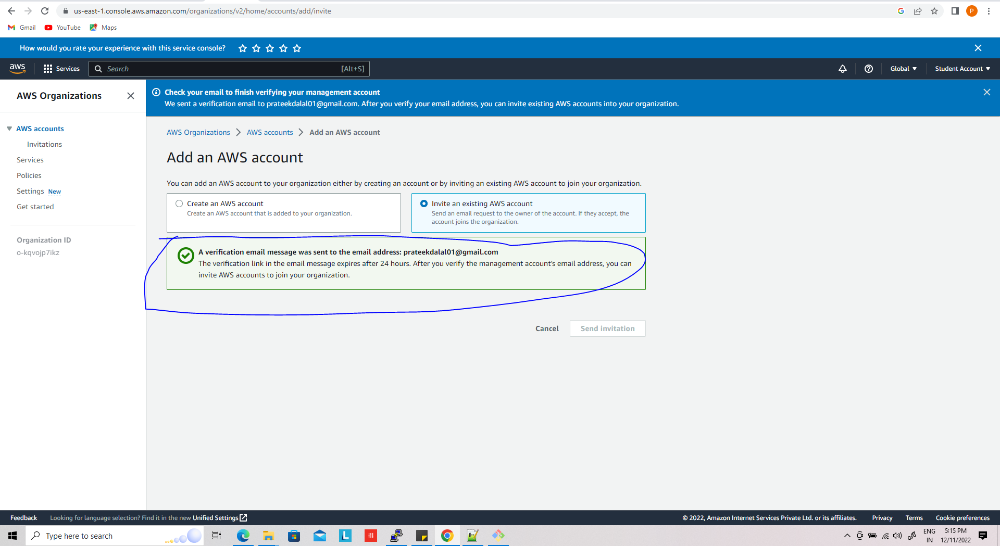 us-east-1.console.aws.amazon.com/organizations/v2/home/accounts/add/invite
Gmail YouTube Maps
How would you rate your experience with this service console?
aws Services Search [Alt+S] Global Student Account
AWS Organizations
Check your email to finish verifying your management account
We sent a verification email to prateekdalal01@gmail.com. After you verify your email address, you can invite existing AWS accounts into your organization.
AWS accounts
Invitations
Services
Policies
Settings New
Get started
Organization ID
o-kqvojp7ikz
AWS Organizations AWS accounts Add an AWS account
Add an AWS account
You can add an AWS account to your organization either by creating an account or by inviting an existing AWS account to join your organization.
Create an AWS account
Create an AWS account that is added to your organization.
Invite an existing AWS account
Send an email request to the owner of the account. If they accept, the
account joins the organization.
A verification email message was sent to the email address: prateekdalal01@gmail.com
The verification link in the email message expires after 24 hours. After you verify the management account's email address, you can
invite AWS accounts to join your organization.
Cancel Send invitation
Feedback Looking for language selection? Find it in the new Unified Settings © 2022, Amazon Internet Services Private Ltd. or its affiliates. Privacy Terms Cookie preferences
Type here to search
ENG
IN
5:15 PM
12/11/2022